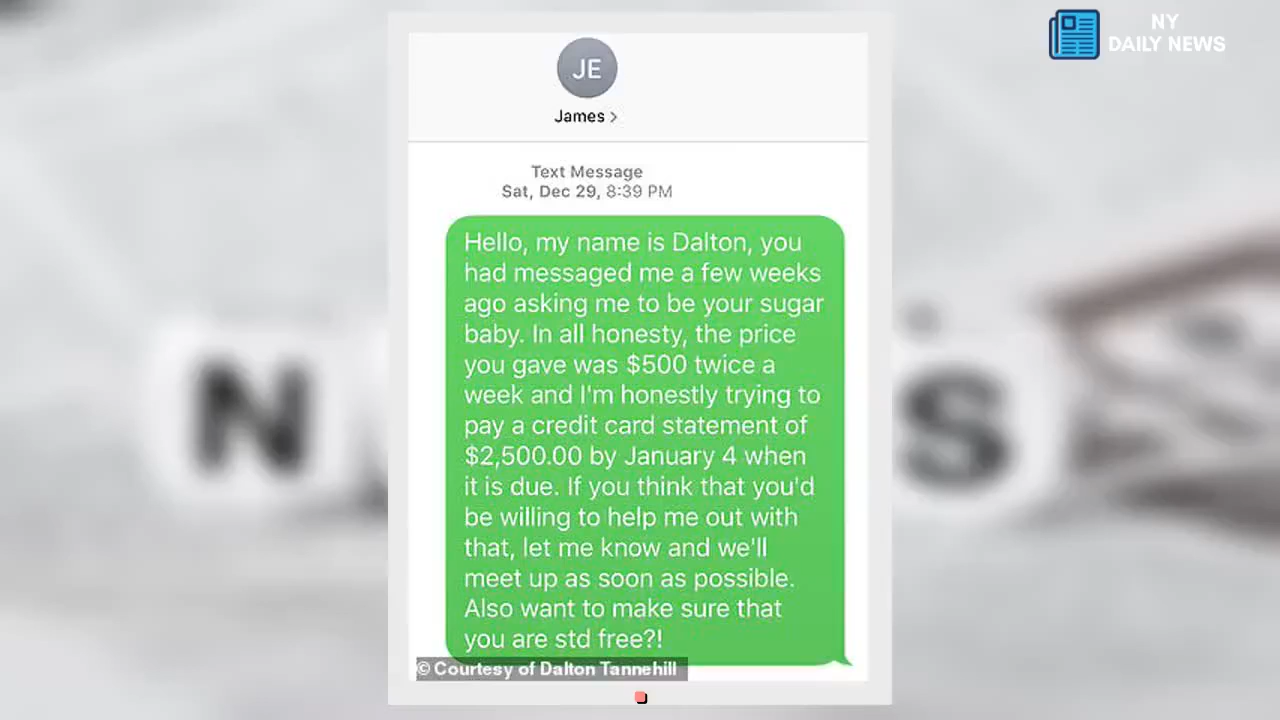 NY
DAILY NEWS
JE
James >
Text Message
Sat, Dec 29, 8:39 PM
Hello, my name is Dalton, you
had messaged me a few weeks
ago asking me to be your sugar
baby. In all honesty, the price
you gave was $500 twice a
week and I'm honestly trying to
pay a credit card statement of
$2,500.00 by January 4 when
it is due. If you think that you'd
be willing to help me out with
that, let me know and we'll
meet up as soon as possible.
Also want to make sure that
you are std free?!
© Courtesy of Dalton Tannehill
N S